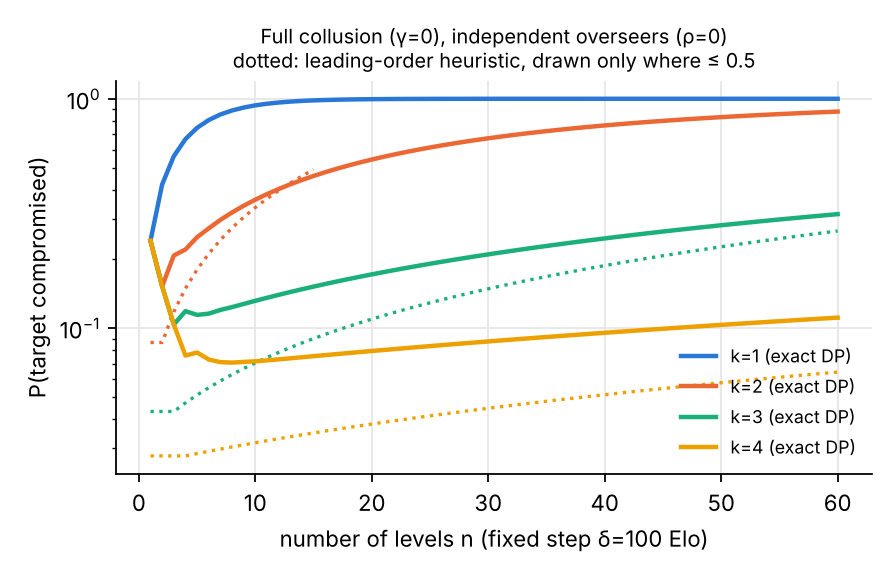 Full collusion (γ=0), independent overseers (ρ=0)
dotted: leading-order heuristic, drawn only where ≤ 0.5
P(target compromised)
10⁰
10⁻¹
k=1 (exact DP)
k=2 (exact DP)
k=3 (exact DP)
k=4 (exact DP)
0 10 20 30 40 50 60
number of levels n (fixed step δ=100 Elo)